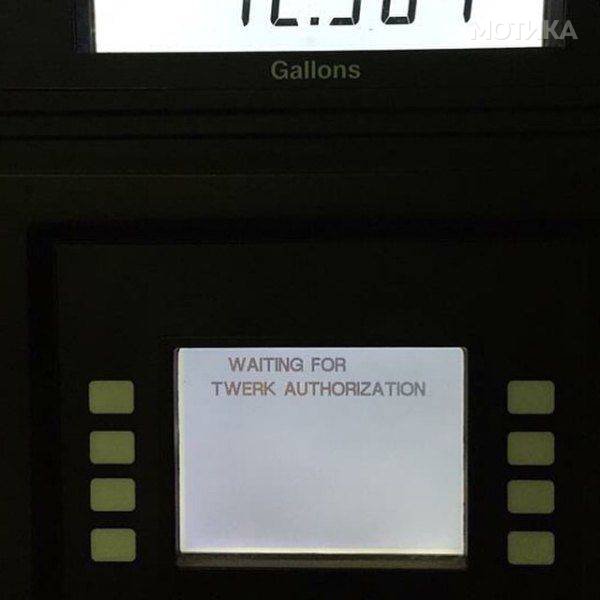 МОТИКА
Gallons
WAITING FOR
TWERK AUTHORIZATION